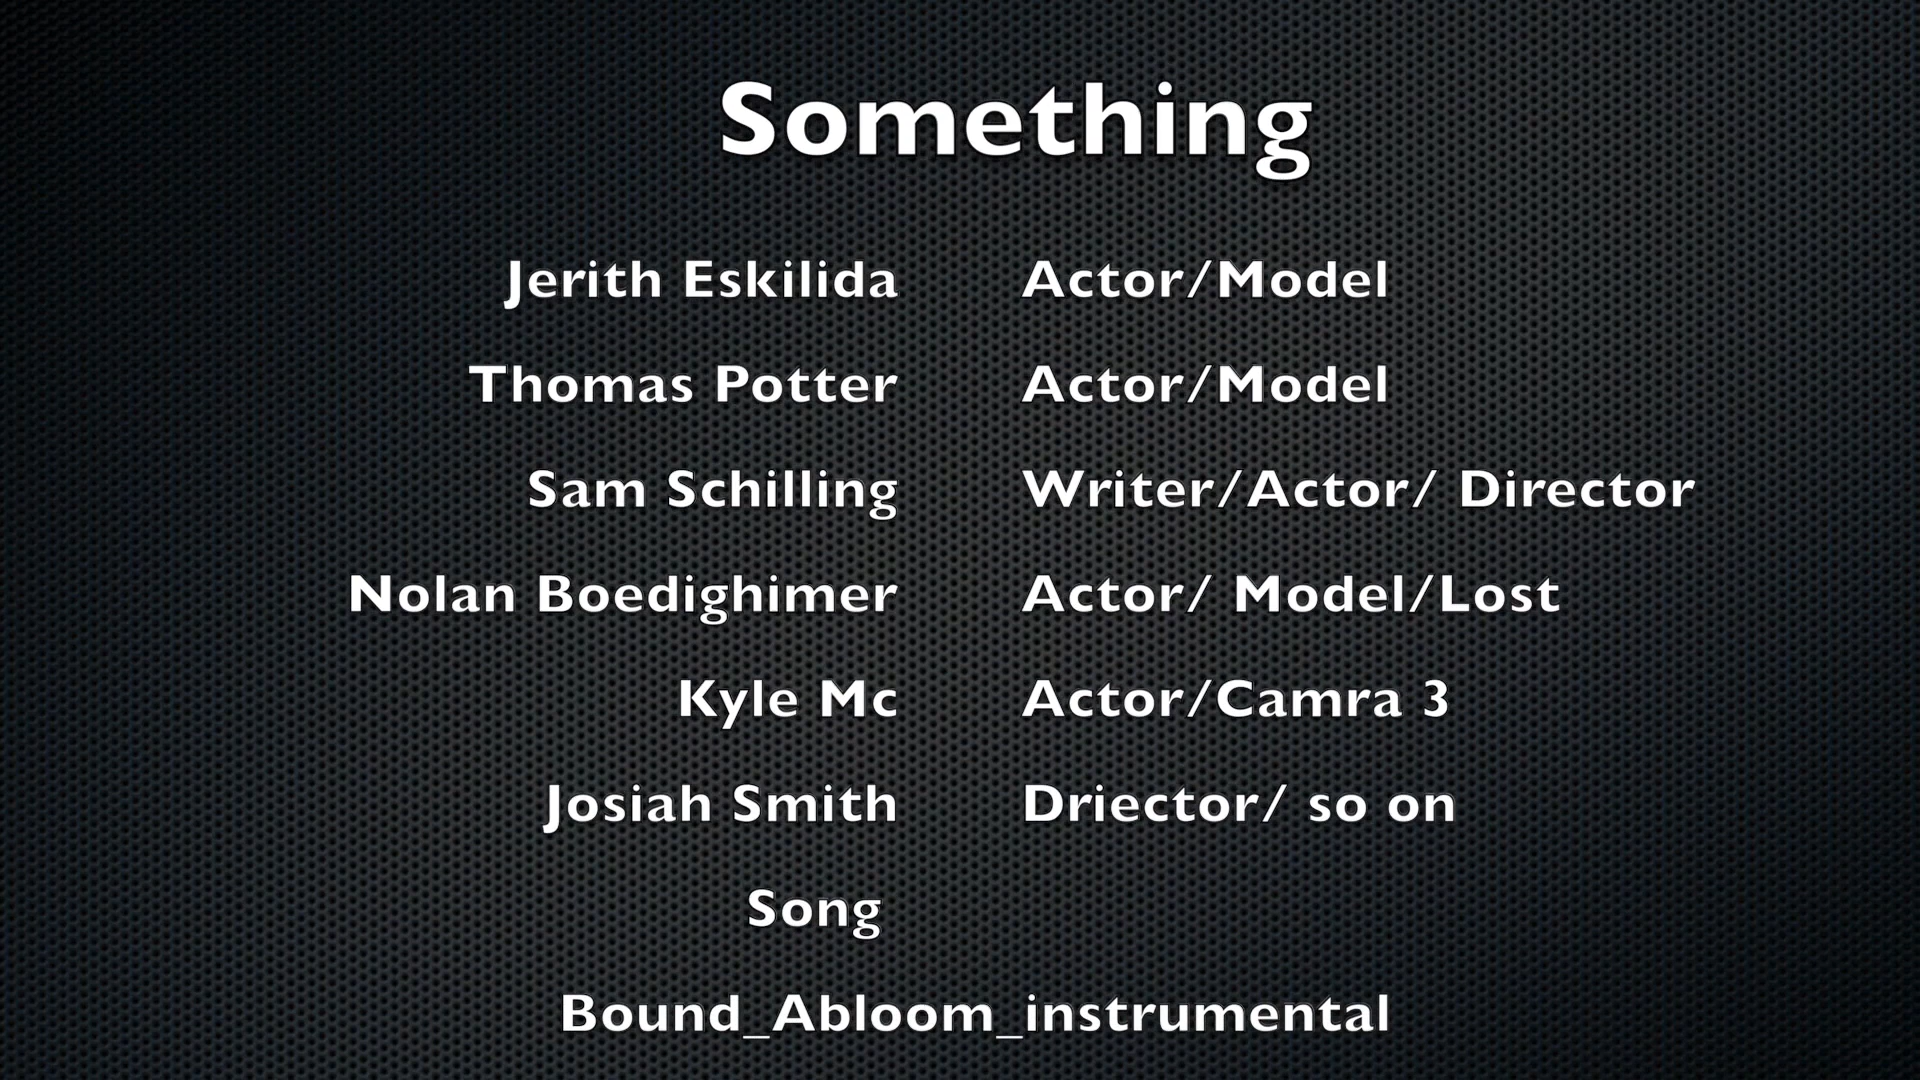 Something
Jerith Eskilida Actor/Model
Thomas Potter Actor/Model
Sam Schilling Writer/Actor/ Director
Nolan Boedighimer Actor/ Model/Lost
Kyle Mc Actor/Camra 3
Josiah Smith Driector/ so on
Song
Bound_Abloom_instrumental